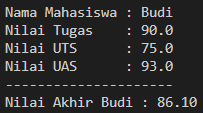 Nama Mahasiswa : Budi
Nilai Tugas    : 90.0
Nilai UTS      : 75.0
Nilai UAS      : 93.0
---------------------
Nilai Akhir Budi : 86.10